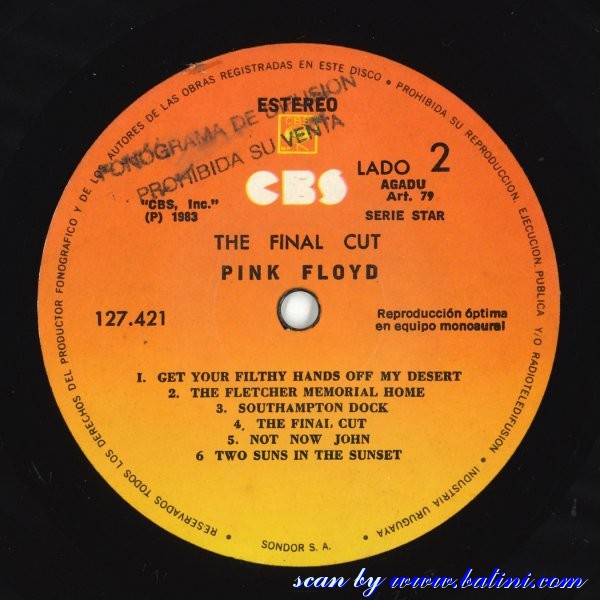 RESERVADOS TODOS LOS DERECHOS DEL PRODUCTOR FONOGRAFICO Y DE LOS AUTORES DE LAS OBRAS REGISTRADAS EN ESTE DISCO • PROHIBIDA SU REPRODUCCION, EJECUCION PUBLICA Y/O RADIOTELEDIFUSION • INDUSTRIA URUGUAYA •
ESTEREO
FONOGRAMA DE DIFUSION
PROHIBIDA SU VENTA
CBS
CBS
LADO 2
AGADU
Art. 79
SERIE STAR
"CBS, Inc."
(P) 1983
THE FINAL CUT
PINK FLOYD
127.421
Reproducción óptima
en equipo monoaural
1. GET YOUR FILTHY HANDS OFF MY DESERT
2. THE FLETCHER MEMORIAL HOME
3. SOUTHAMPTON DOCK
4. THE FINAL CUT
5. NOT NOW JOHN
6 TWO SUNS IN THE SUNSET
SONDOR S. A.
scan by www.batini.com